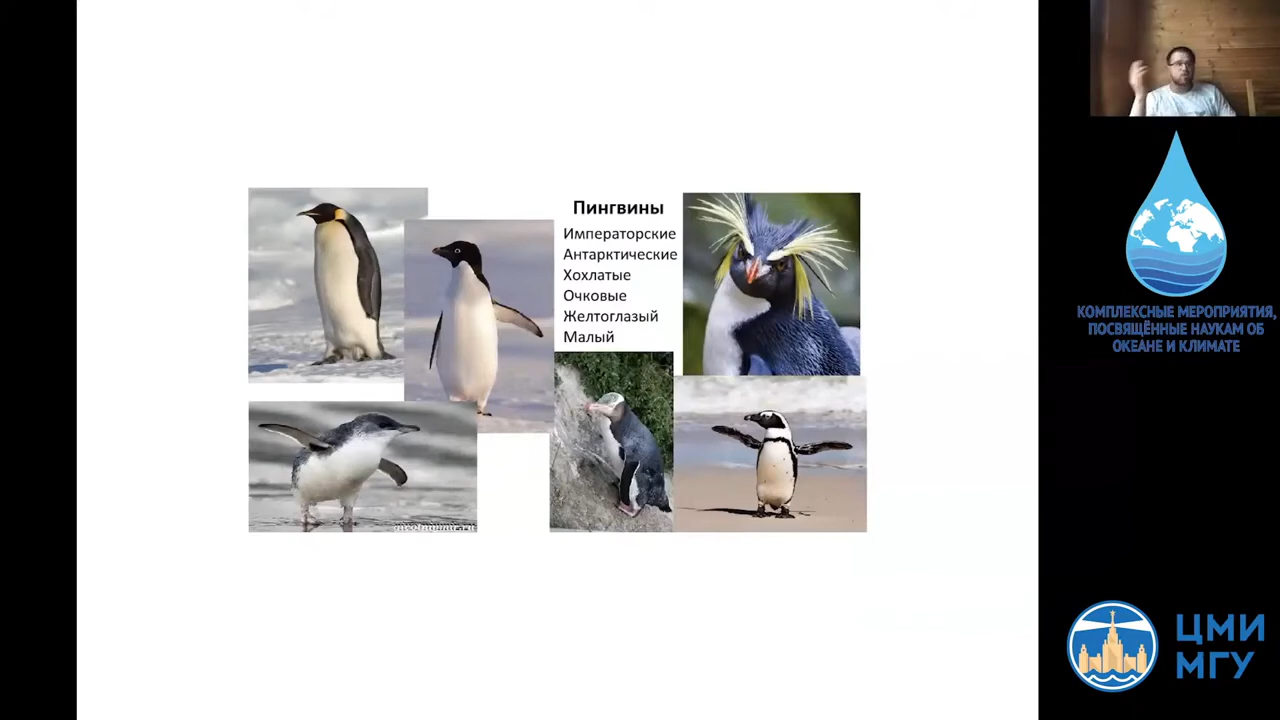 Пингвины
Императорские
Антарктические
Хохлатые
Очковые
Желтоглазый
Малый
КОМПЛЕКСНЫЕ МЕРОПРИЯТИЯ,
ПОСВЯЩЁННЫЕ НАУКАМ ОБ
ОКЕАНЕ И КЛИМАТЕ
ЦМИ
МГУ